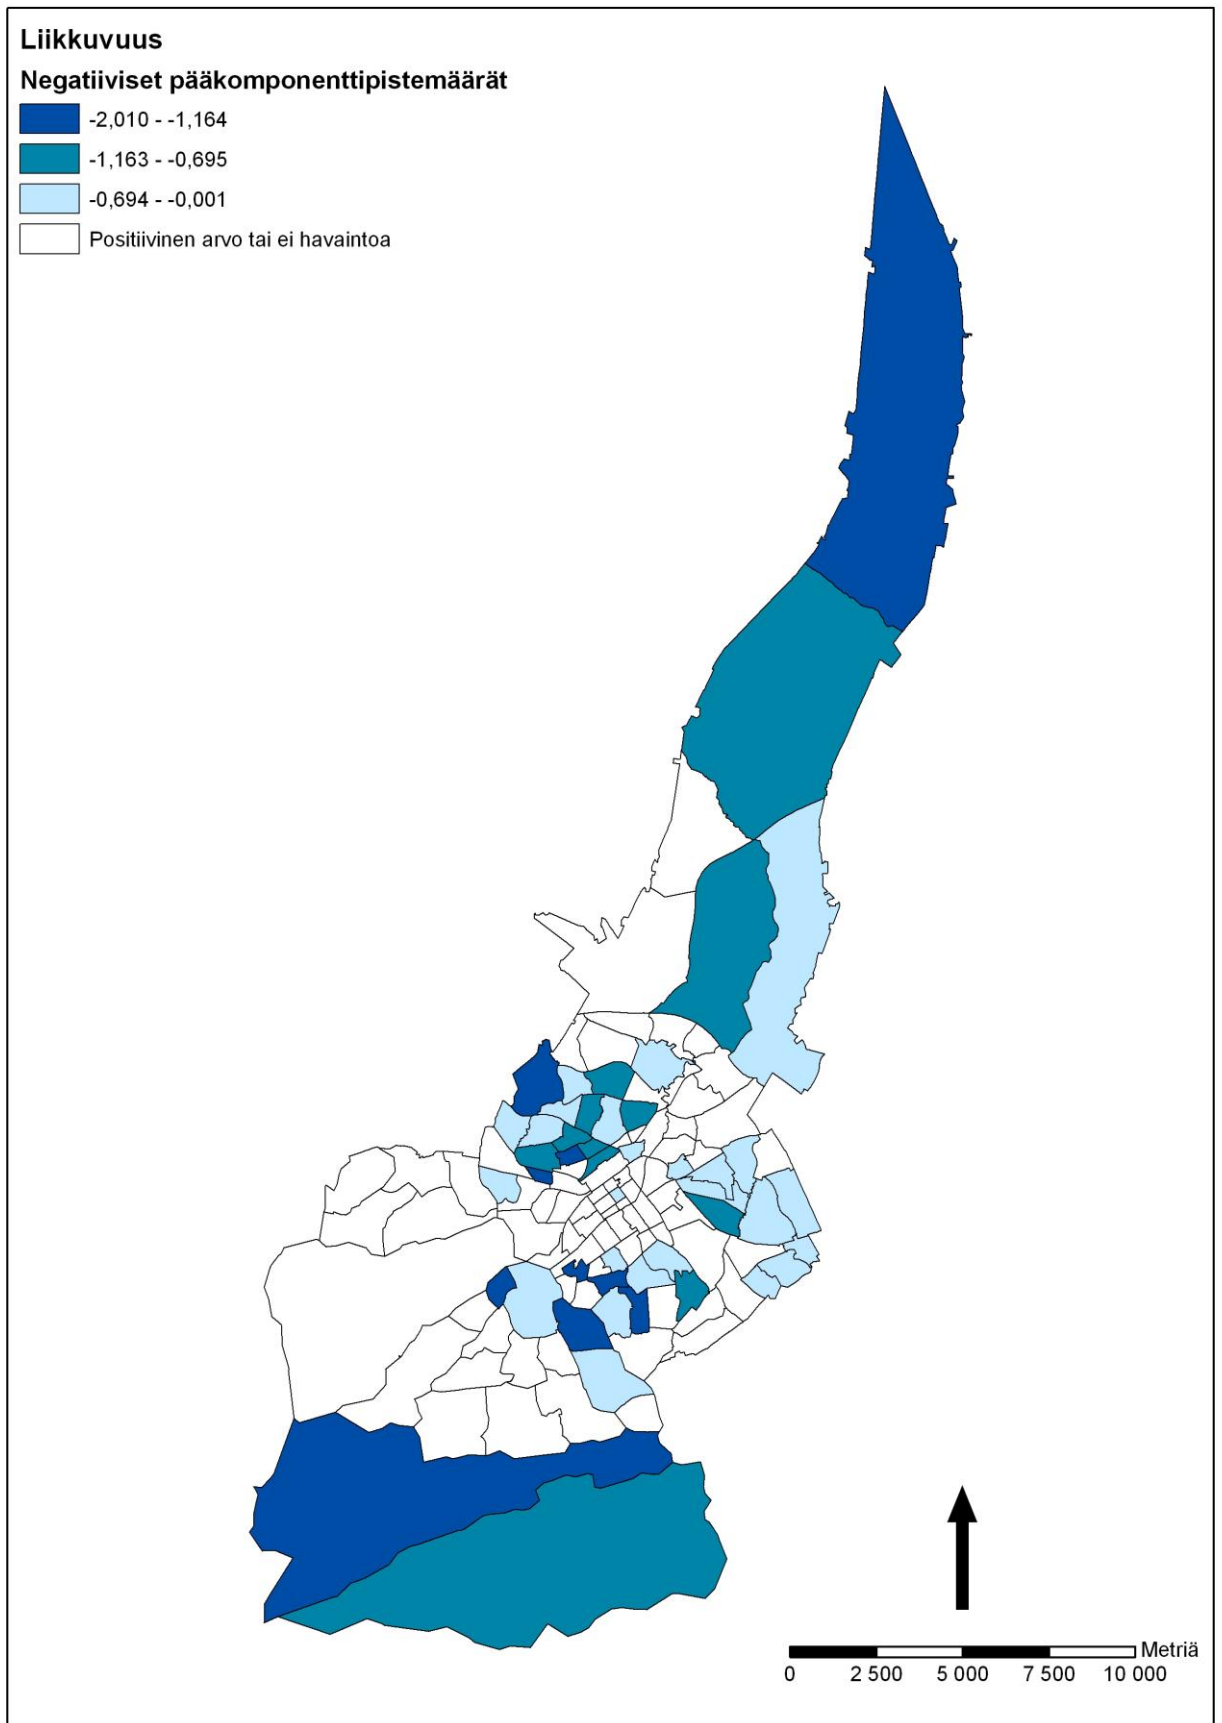 Liikkuvuus
Negatiiviset pääkomponenttipistemäärät
-2,010 - -1,164
-1,163 - -0,695
-0,694 - -0,001
Positiivinen arvo tai ei havaintoa
Metriä
0 2 500 5 000 7 500 10 000